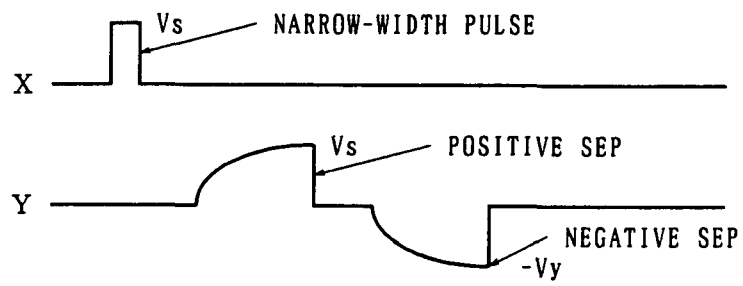 Vs NARROW-WIDTH PULSE
X
Vs POSITIVE SEP
Y
NEGATIVE SEP
-Vy